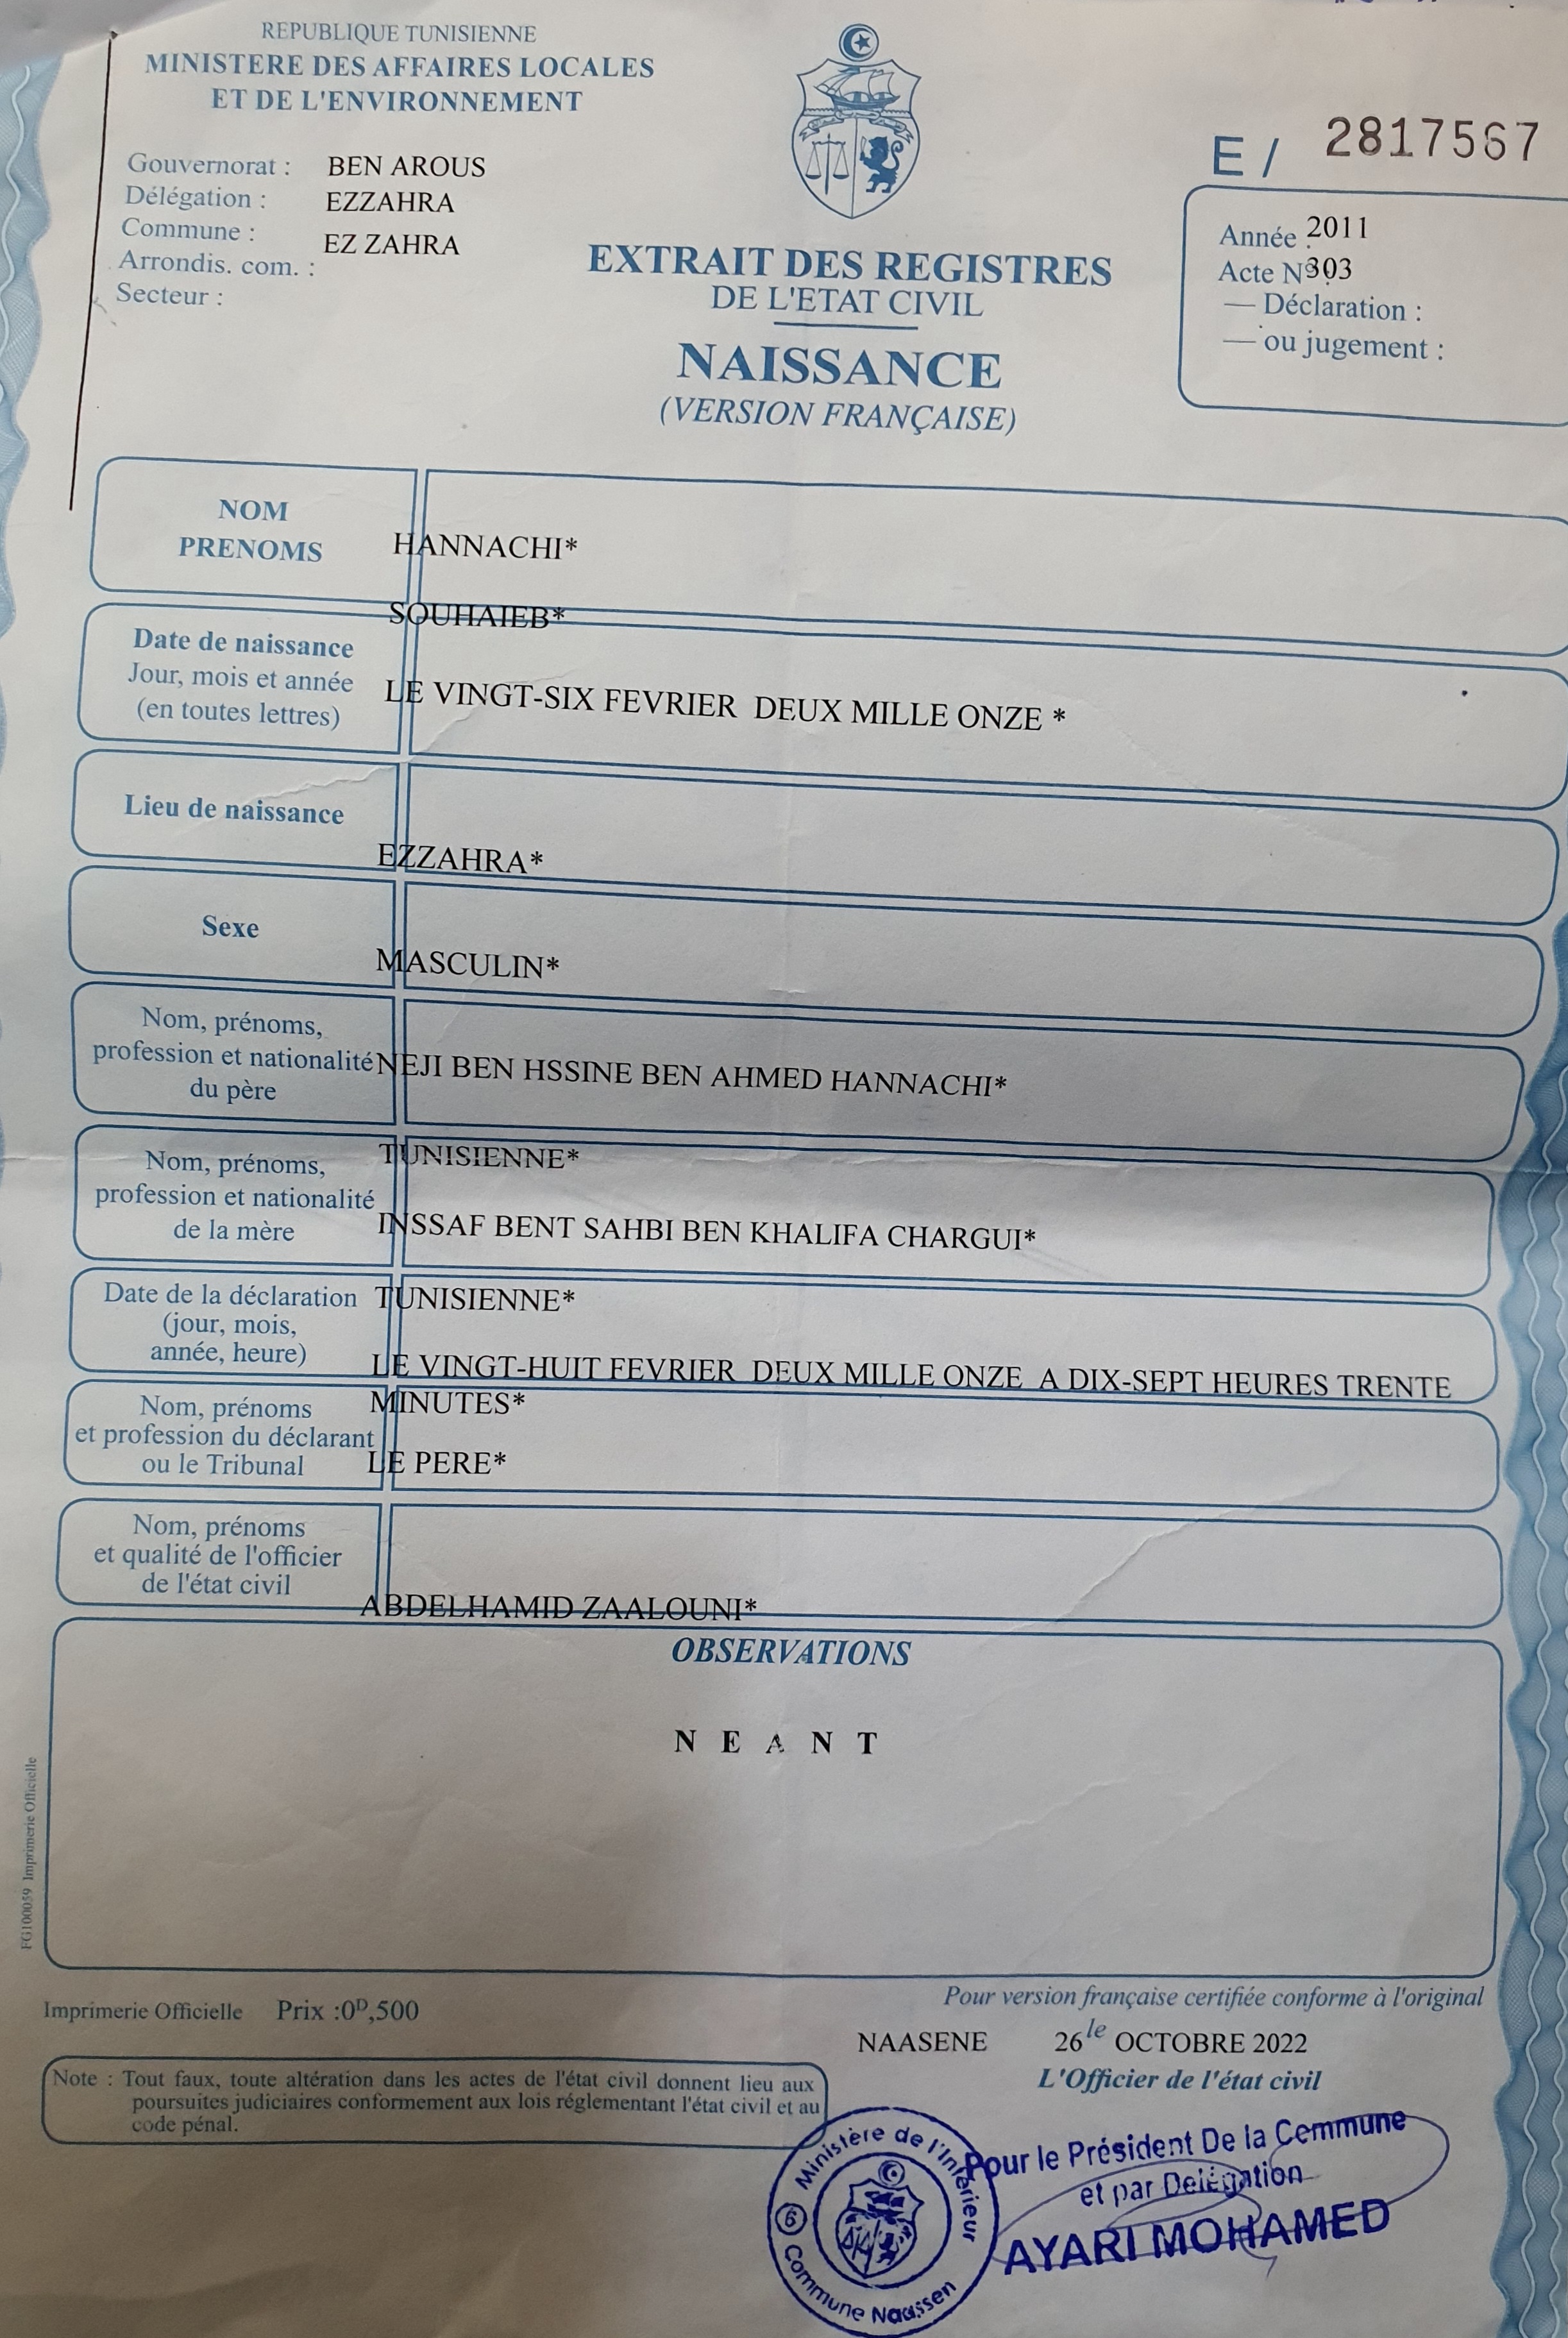 REPUBLIQUE TUNISIENNE
MINISTERE DES AFFAIRES LOCALES
ET DE L'ENVIRONNEMENT
Gouvernorat : BEN AROUS
Délégation : EZZAHRA
Commune : EZ ZAHRA
Arrondis. com. :
Secteur :
E / 2817567
Année : 2011
Acte N° 303
— Déclaration :
— ou jugement :
EXTRAIT DES REGISTRES
DE L'ETAT CIVIL
NAISSANCE
(VERSION FRANÇAISE)
NOM
PRENOMS
HANNACHI*
SOUHAIEB*
Date de naissance
Jour, mois et année
(en toutes lettres)
LE VINGT-SIX FEVRIER DEUX MILLE ONZE *
Lieu de naissance
EZZAHRA*
Sexe
MASCULIN*
Nom, prénoms,
profession et nationalité
du père
NEJI BEN HSSINE BEN AHMED HANNACHI*
TUNISIENNE*
Nom, prénoms,
profession et nationalité
de la mère
INSSAF BENT SAHBI BEN KHALIFA CHARGUI*
TUNISIENNE*
Date de la déclaration
(jour, mois,
année, heure)
LE VINGT-HUIT FEVRIER DEUX MILLE ONZE A DIX-SEPT HEURES TRENTE
MINUTES*
Nom, prénoms
et profession du déclarant
ou le Tribunal
LE PERE*
Nom, prénoms
et qualité de l'officier
de l'état civil
ABDELHAMID ZAALOUNI*
OBSERVATIONS
N E A N T
FG100059 Imprimerie Officielle
Imprimerie Officielle Prix :0D,500
Pour version française certifiée conforme à l'original
NAASENE 26 le OCTOBRE 2022
L'Officier de l'état civil
Note : Tout faux, toute altération dans les actes de l'état civil donnent lieu aux
poursuites judiciaires conformement aux lois réglementant l'état civil et au
code pénal.
Ministère de l'Intérieur
6
Commune Naassen
Pour le Président De la Commune
et par Delégation
AYARI MOHAMED